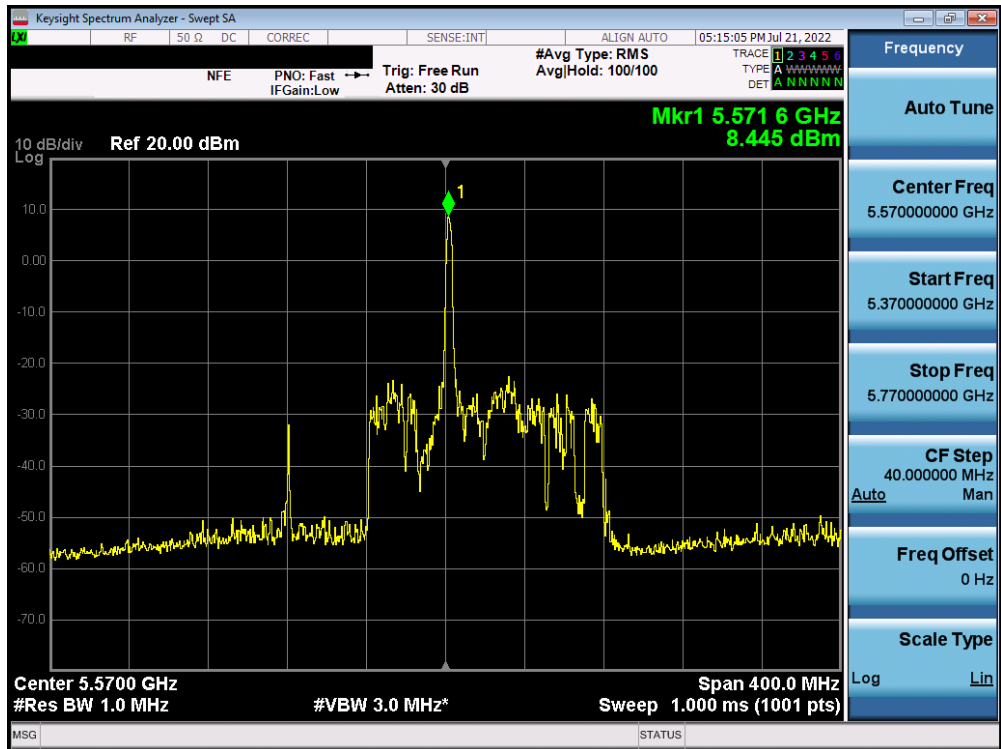 Keysight Spectrum Analyzer - Swept SA
LXI RF 50 Ω DC CORREC SENSE:INT ALIGN AUTO 05:15:05 PM Jul 21, 2022
NFE PNO: Fast Trig: Free Run #Avg Type: RMS TRACE 1 2 3 4 5 6
IFGain:Low Atten: 30 dB Avg|Hold: 100/100 TYPE A WWWWW
DET A N N N N N
Mkr1 5.571 6 GHz
8.445 dBm
10 dB/div Ref 20.00 dBm
Log
1
10.0
0.00
-10.0
-20.0
-30.0
-40.0
-50.0
-60.0
-70.0
Center 5.5700 GHz Span 400.0 MHz
#Res BW 1.0 MHz #VBW 3.0 MHz* Sweep 1.000 ms (1001 pts)
MSG STATUS
Frequency
Auto Tune
Center Freq
5.570000000 GHz
Start Freq
5.370000000 GHz
Stop Freq
5.770000000 GHz
CF Step
40.000000 MHz
Auto Man
Freq Offset
0 Hz
Scale Type
Log Lin